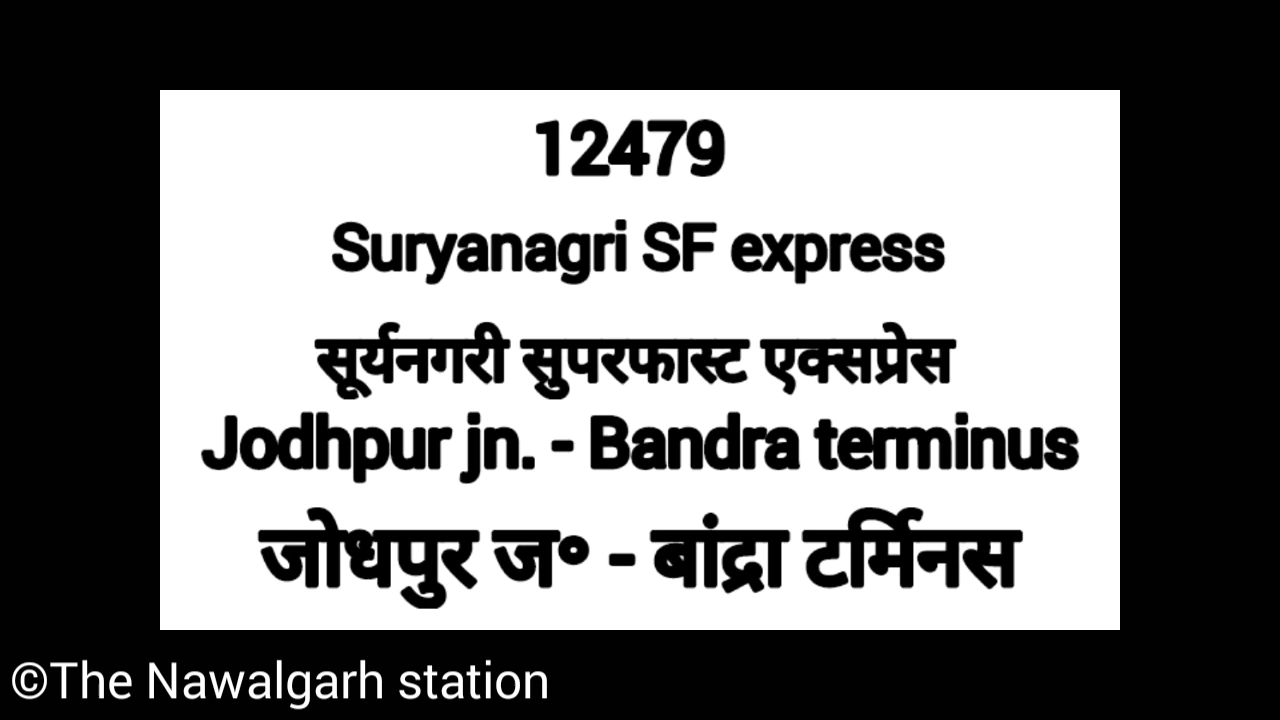 12479
Suryanagri SF express
सूर्यनगरी सुपरफास्ट एक्सप्रेस
Jodhpur jn. - Bandra terminus
जोधपुर ज॰ - बांद्रा टर्मिनस
©The Nawalgarh station